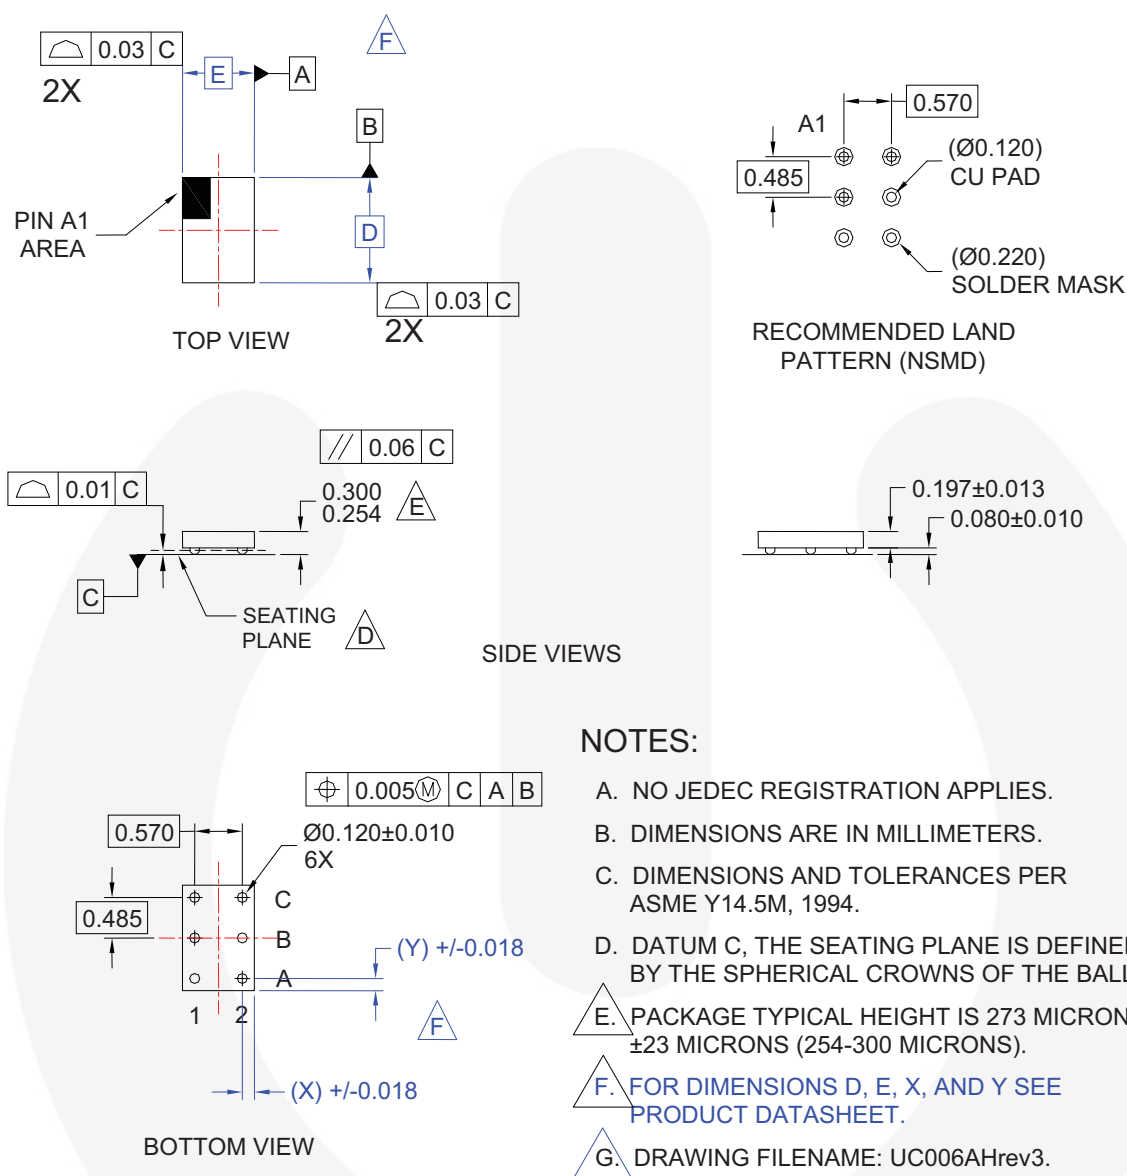 F
0.03 C
2X
E
A
B
D
PIN A1
AREA
0.03 C
2X
TOP VIEW
0.570
A1
0.485
(Ø0.120)
CU PAD
(Ø0.220)
SOLDER MASK
RECOMMENDED LAND
PATTERN (NSMD)
// 0.06 C
0.01 C
0.300
0.254
E
C
SEATING
PLANE
D
0.197±0.013
0.080±0.010
SIDE VIEWS
0.005Ⓜ C A B
0.570
Ø0.120±0.010
6X
0.485
C
B
A
1 2
(Y) +/-0.018
F
(X) +/-0.018
BOTTOM VIEW
NOTES:
A. NO JEDEC REGISTRATION APPLIES.
B. DIMENSIONS ARE IN MILLIMETERS.
C. DIMENSIONS AND TOLERANCES PER
ASME Y14.5M, 1994.
D. DATUM C, THE SEATING PLANE IS DEFINE
BY THE SPHERICAL CROWNS OF THE BALL
E. PACKAGE TYPICAL HEIGHT IS 273 MICRON
±23 MICRONS (254-300 MICRONS).
F. FOR DIMENSIONS D, E, X, AND Y SEE
PRODUCT DATASHEET.
G. DRAWING FILENAME: UC006AHrev3.